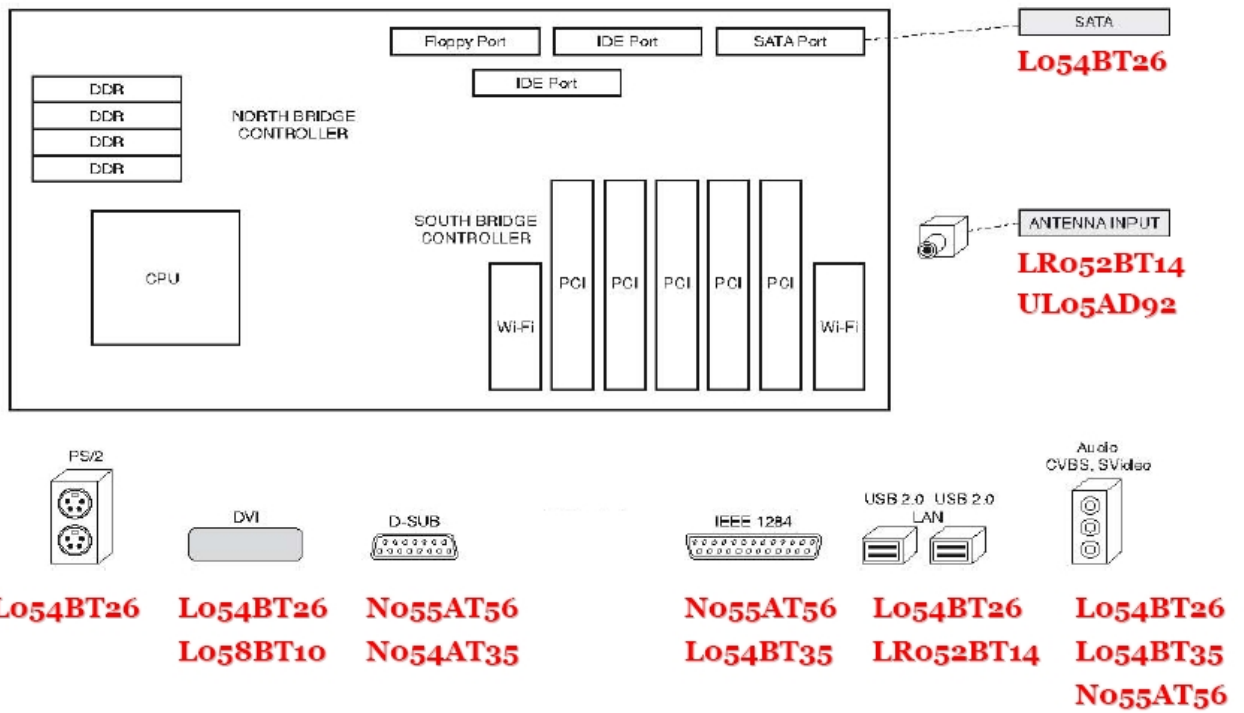 SATA
Floppy Port IDE Port SATA Port
L054BT26
IDE Port
DDR
DDR
DDR
DDR
NORTH BRIDGE
CONTROLLER
SOUTH BRIDGE
CONTROLLER
ANTENNA INPUT
LR052BT14
UL05AD92
CPU
PCI PCI PCI PCI PCI
Wi-Fi Wi-Fi
PS/2
DVI
D-SUB
IEEE 1284
USB 2.0 USB 2.0
LAN
Audio
CVBS, SVideo
L054BT26 L054BT26 N055AT56 N055AT56 L054BT26 L054BT26
L058BT10 N054AT35 L054BT35 LR052BT14 L054BT35
N055AT56